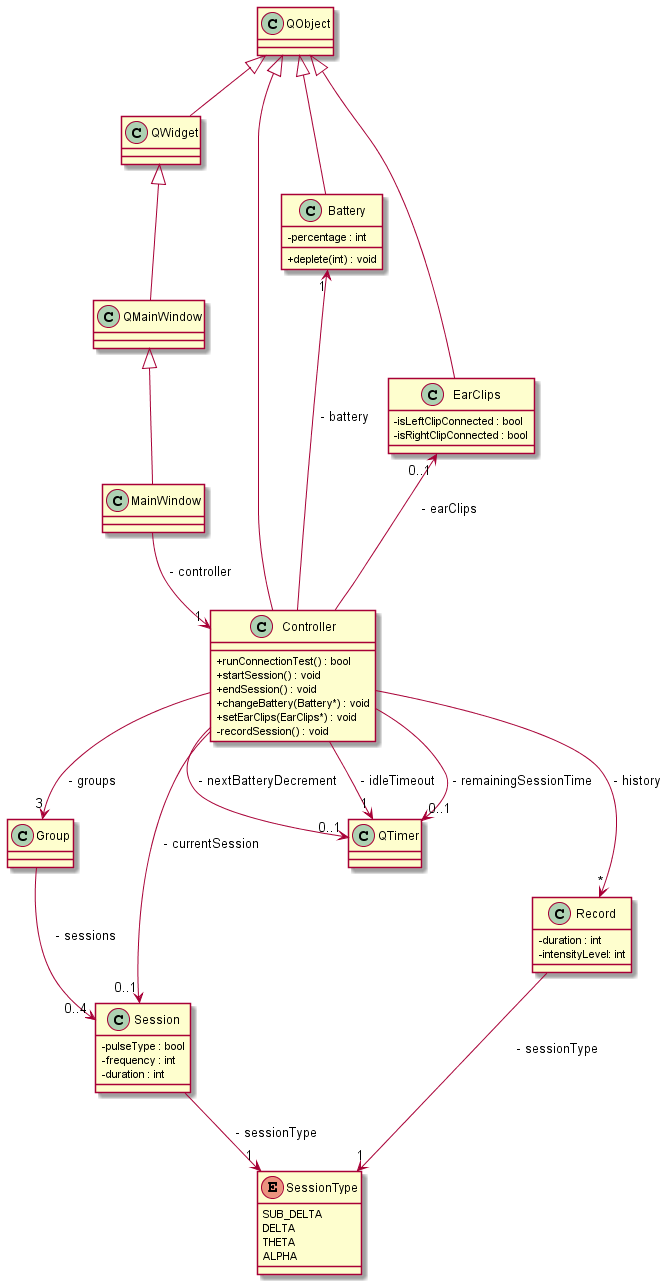 C QObject
C QWidget
C Battery
-percentage : int
+deplete(int) : void
1
C QMainWindow
C EarClips
-isLeftClipConnected : bool
-isRightClipConnected : bool
- battery
0..1
C MainWindow
- earClips
- controller
1
C Controller
+runConnectionTest() : bool
+startSession() : void
+endSession() : void
+changeBattery(Battery*) : void
+setEarClips(EarClips*) : void
-recordSession() : void
- groups
- nextBatteryDecrement
- idleTimeout
- remainingSessionTime
- history
3
0..1
1
0..1
C Group
- currentSession
C QTimer
*
C Record
-duration : int
-intensityLevel: int
- sessions
0..4
0..1
C Session
-pulseType : bool
-frequency : int
-duration : int
- sessionType
- sessionType
1
1
E SessionType
SUB_DELTA
DELTA
THETA
ALPHA